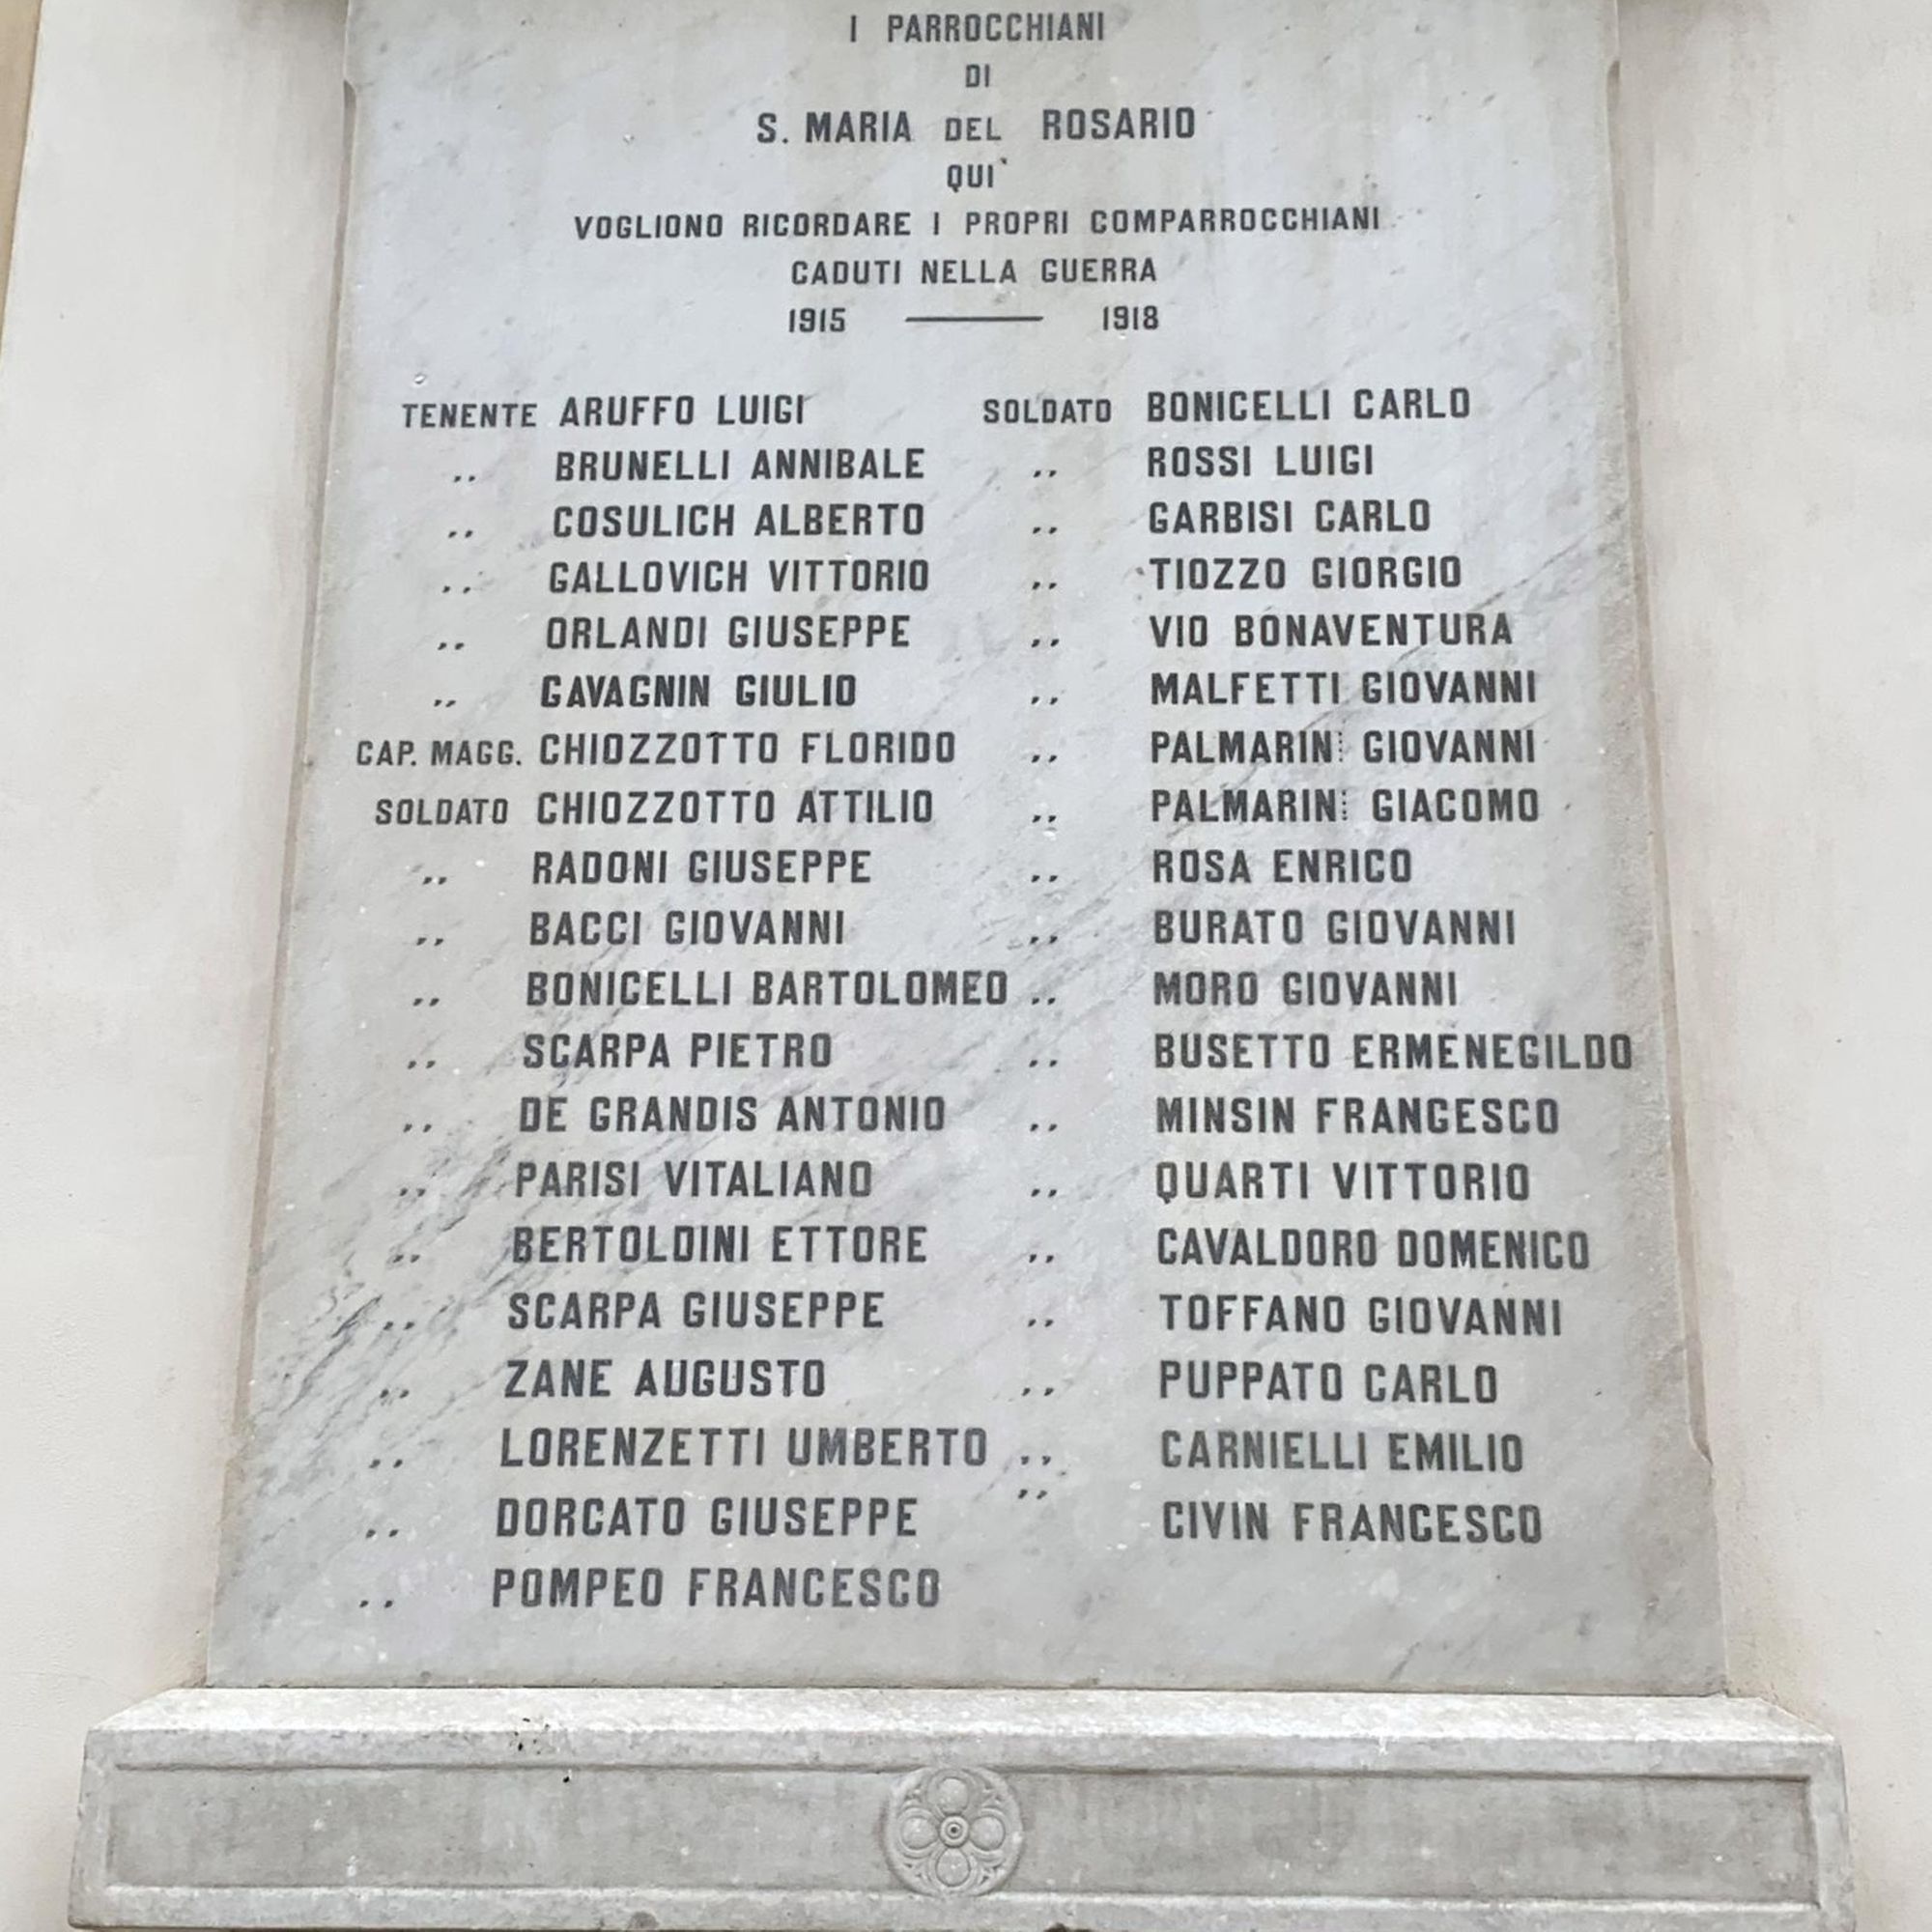 I PARROCCHIANI
DI
S. MARIA DEL ROSARIO
QUI`
VOGLIONO RICORDARE I PROPRI COMPARROCCHIANI
CADUTI NELLA GUERRA
1915 — 1918
TENENTE ARUFFO LUIGI
,, BRUNELLI ANNIBALE
,, COSULICH ALBERTO
,, GALLOVICH VITTORIO
,, ORLANDI GIUSEPPE
,, GAVAGNIN GIULIO
CAP. MAGG. CHIOZZOTTO FLORIDO
SOLDATO CHIOZZOTTO ATTILIO
,, RADONI GIUSEPPE
,, BACCI GIOVANNI
,, BONICELLI BARTOLOMEO
,, SCARPA PIETRO
,, DE GRANDIS ANTONIO
,, PARISI VITALIANO
,, BERTOLDINI ETTORE
,, SCARPA GIUSEPPE
,, ZANE AUGUSTO
,, LORENZETTI UMBERTO
,, DORCATO GIUSEPPE
,, POMPEO FRANCESCO
SOLDATO BONICELLI CARLO
,, ROSSI LUIGI
,, GARBISI CARLO
,, TIOZZO GIORGIO
,, VIO BONAVENTURA
,, MALFETTI GIOVANNI
,, PALMARINI GIOVANNI
,, PALMARINI GIACOMO
,, ROSA ENRICO
,, BURATO GIOVANNI
,, MORO GIOVANNI
,, BUSETTO ERMENEGILDO
,, MINSIN FRANCESCO
,, QUARTI VITTORIO
,, CAVALDORO DOMENICO
,, TOFFANO GIOVANNI
,, PUPPATO CARLO
,, CARNIELLI EMILIO
,, CIVIN FRANCESCO